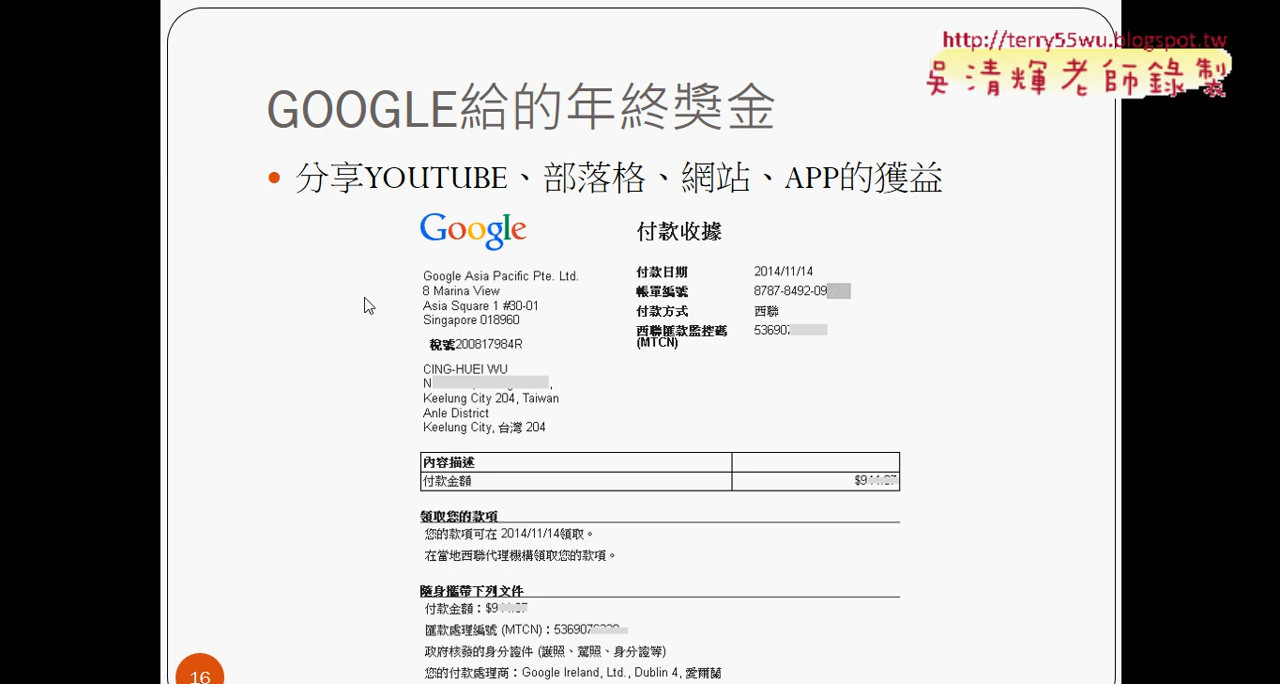 http://terry55wu.blogspot.tw
吳清輝老師錄製
GOOGLE給的年終獎金
• 分享YOUTUBE、部落格、網站、APP的獲益
Google
付款收據
Google Asia Pacific Pte. Ltd.
8 Marina View
Asia Square 1 #30-01
Singapore 018960
稅號200817984R
付款日期 2014/11/14
帳單編號 8787-8492-09
付款方式 西聯
西聯匯款監控碼 53690
(MTCN)
CING-HUEI WU
N ,
Keelung City 204, Taiwan
Anle District
Keelung City, 台灣 204
內容描述
付款金額 $9
領取您的款項
您的款項可在 2014/11/14領取。
在當地西聯代理機構領取您的款項。
隨身攜帶下列文件
付款金額：$9
匯款處理編號 (MTCN)：53690
政府核發的身分證件 (護照、駕照、身分證等)
您的付款處理商：Google Ireland, Ltd., Dublin 4, 愛爾蘭
16